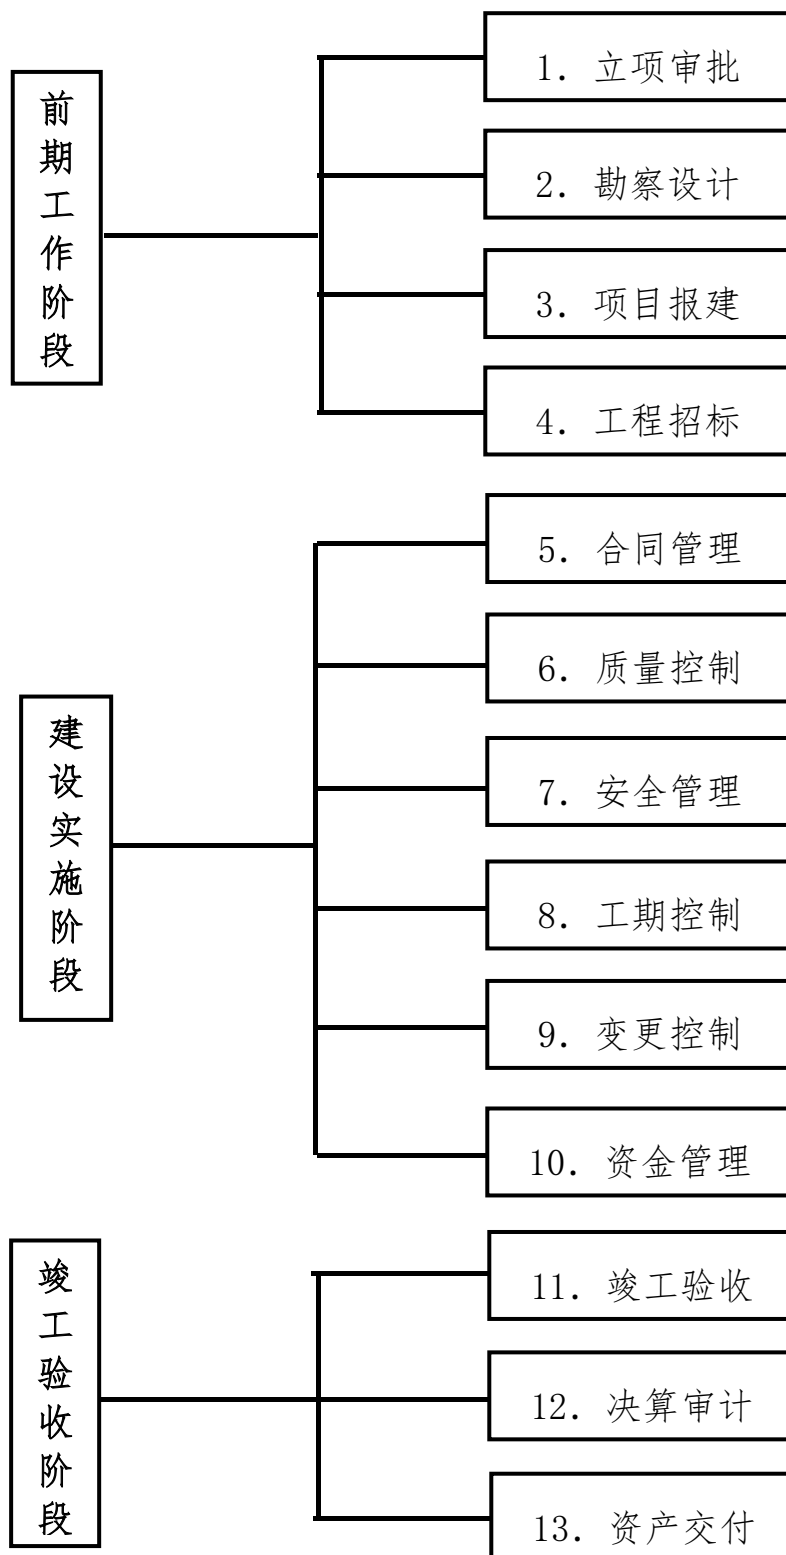 前期工作阶段
1. 立项审批
2. 勘察设计
3. 项目报建
4. 工程招标
建设实施阶段
5. 合同管理
6. 质量控制
7. 安全管理
8. 工期控制
9. 变更控制
10. 资金管理
竣工验收阶段
11. 竣工验收
12. 决算审计
13. 资产交付